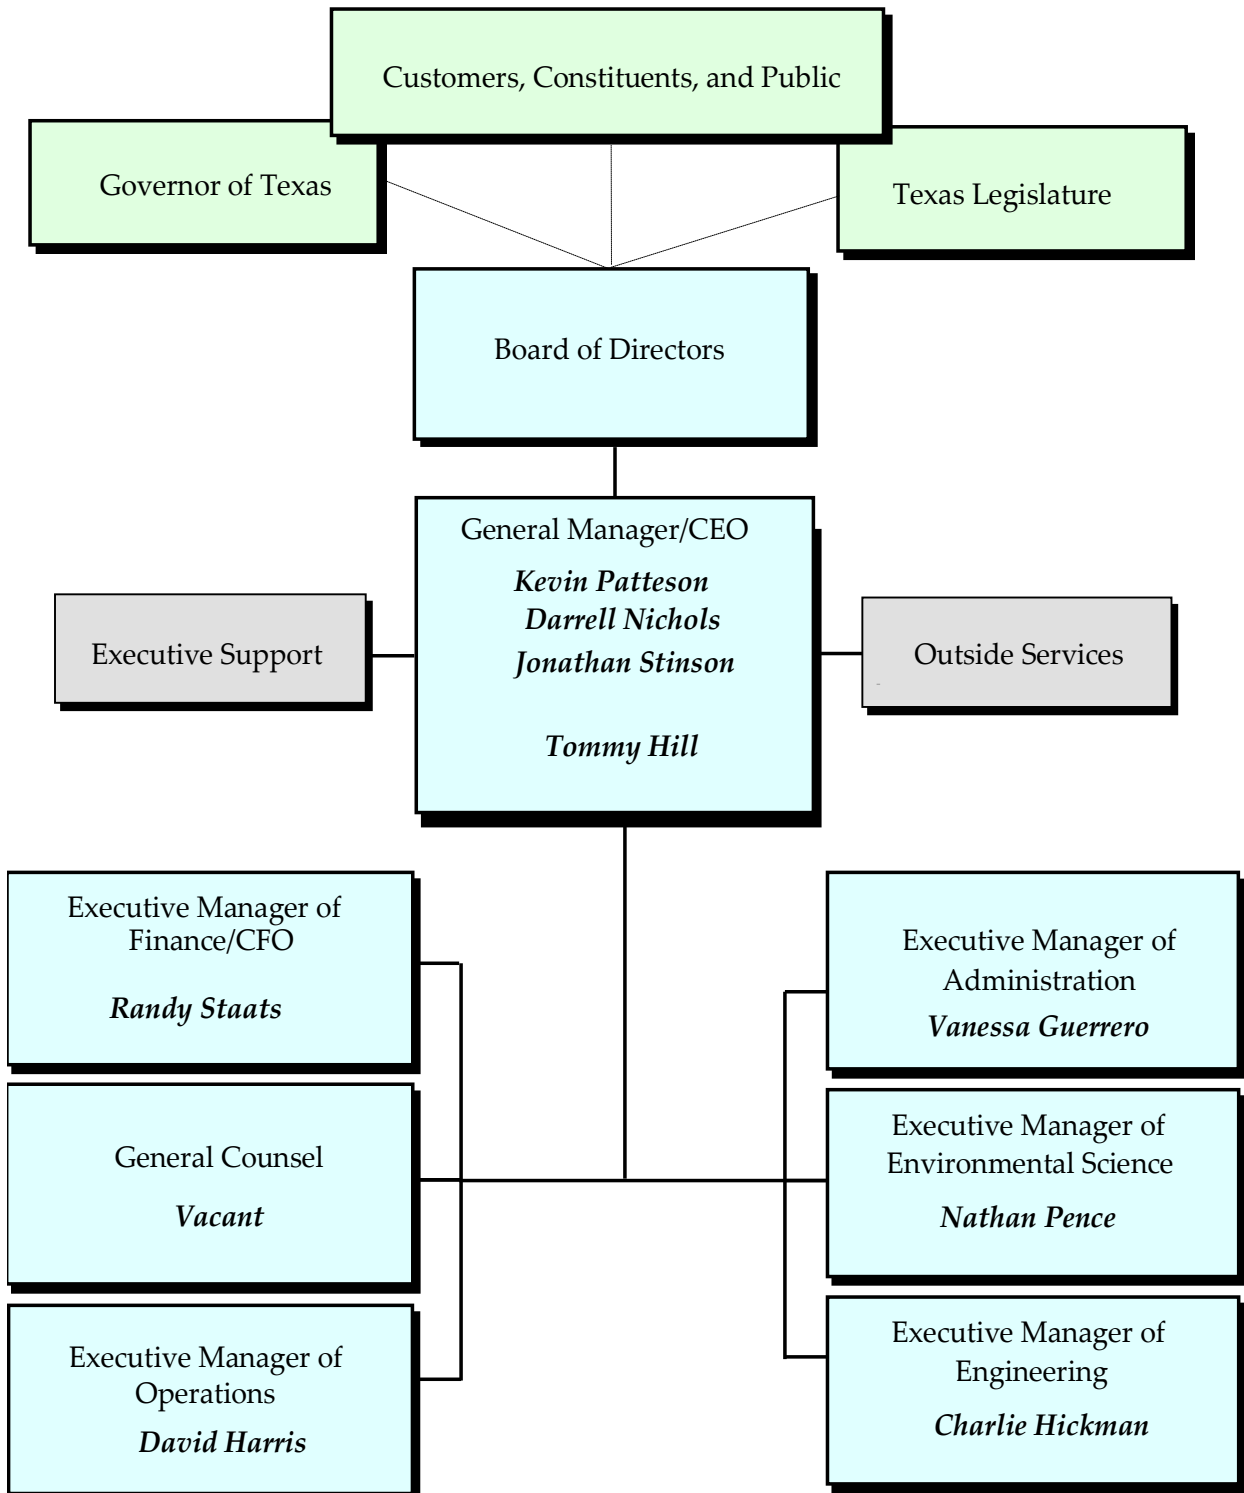 Customers, Constituents, and Public
Governor of Texas
Texas Legislature
Board of Directors
General Manager/CEO
Kevin Patteson
Darrell Nichols
Jonathan Stinson
Tommy Hill
Executive Support
Outside Services
Executive Manager of
Finance/CFO
Randy Staats
General Counsel
Vacant
Executive Manager of
Operations
David Harris
Executive Manager of
Administration
Vanessa Guerrero
Executive Manager of
Environmental Science
Nathan Pence
Executive Manager of
Engineering
Charlie Hickman